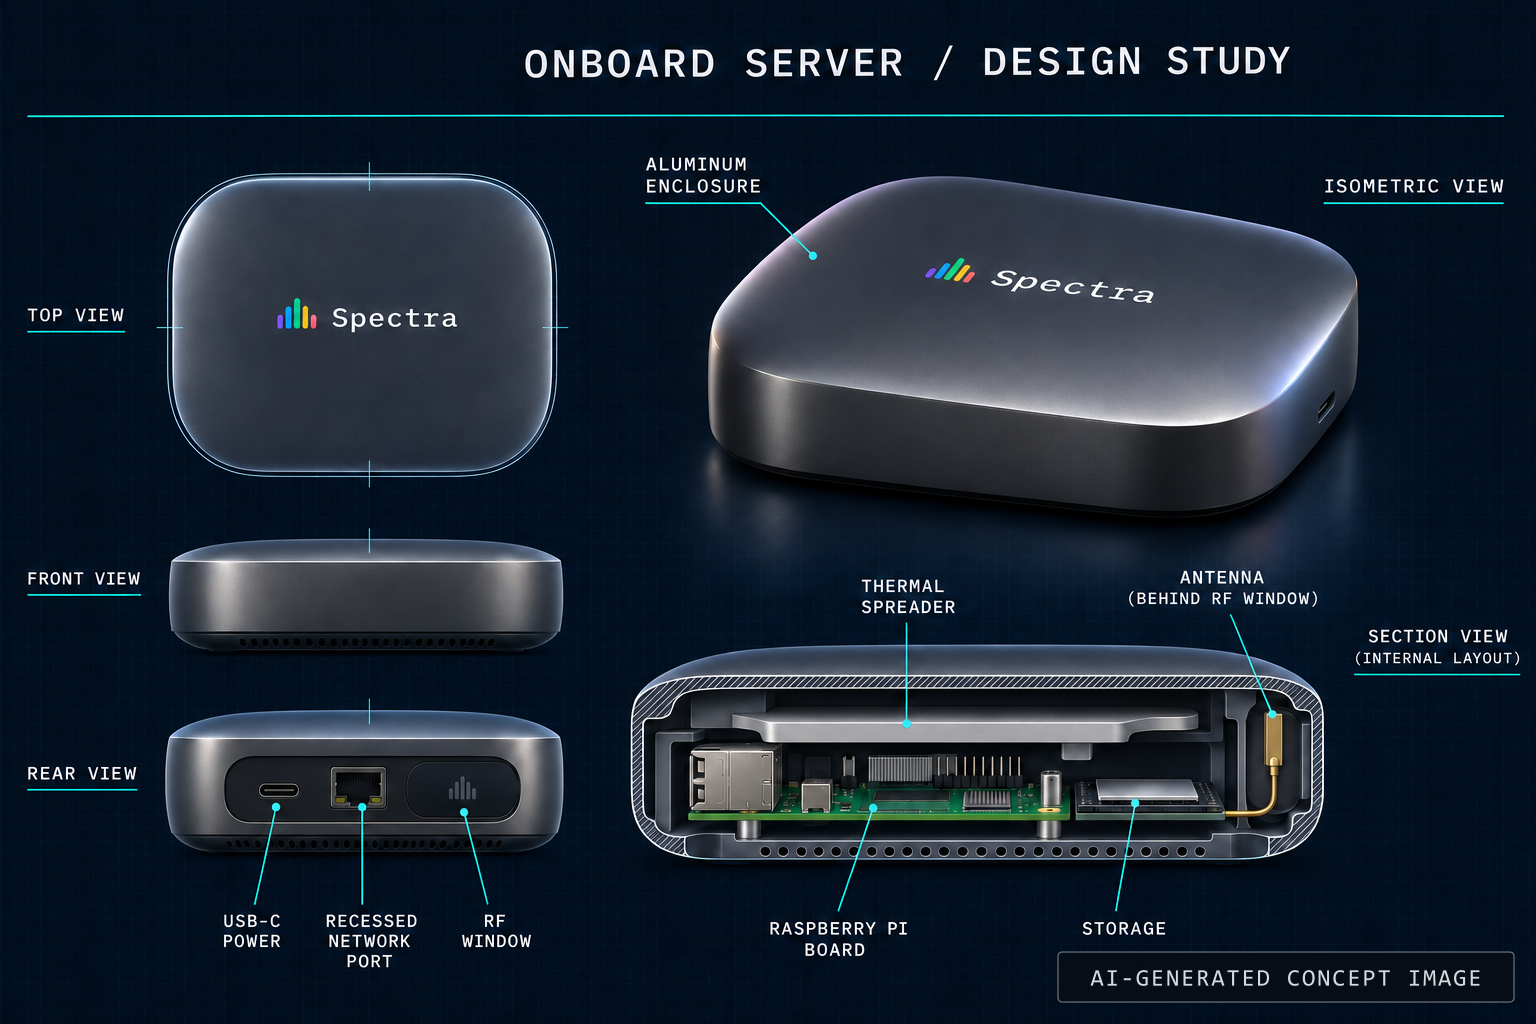 ONBOARD SERVER / DESIGN STUDY
TOP VIEW
Spectra
ALUMINUM
ENCLOSURE
ISOMETRIC VIEW
Spectra
FRONT VIEW
REAR VIEW
USB-C
POWER
RECESSED
NETWORK
PORT
RF
WINDOW
THERMAL
SPREADER
ANTENNA
(BEHIND RF WINDOW)
SECTION VIEW
(INTERNAL LAYOUT)
RASPBERRY PI
BOARD
STORAGE
AI-GENERATED CONCEPT IMAGE